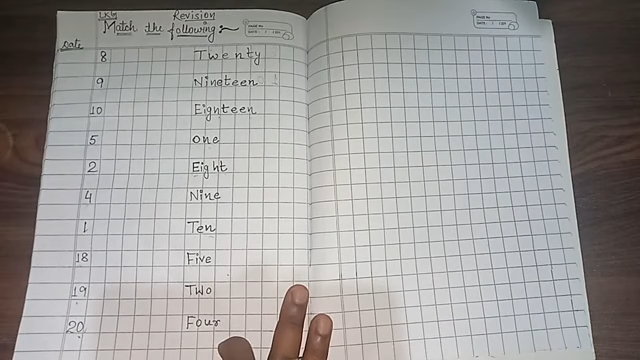 LKG Revision
Match the following:~
Date
8 Twenty
9 Nineteen
10 Eighteen
5 one
2 Eight
4 Nine
1 Ten
18 Five
19 Two
20 Four